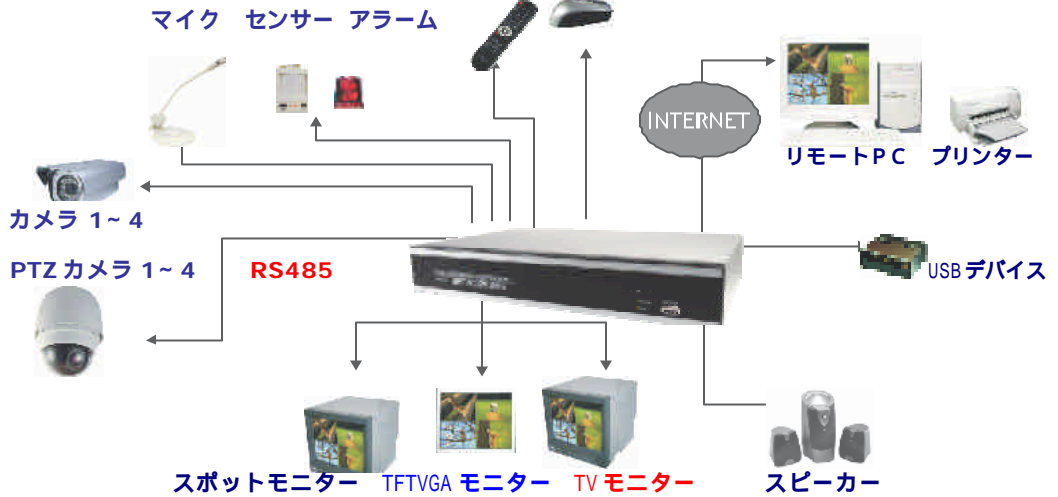 マイク センサー アラーム
INTERNET
リモートPC プリンター
カメラ 1~4
PTZ カメラ 1~4 RS485
USB デバイス
スポットモニター TFTVGA モニター TV モニター スピーカー